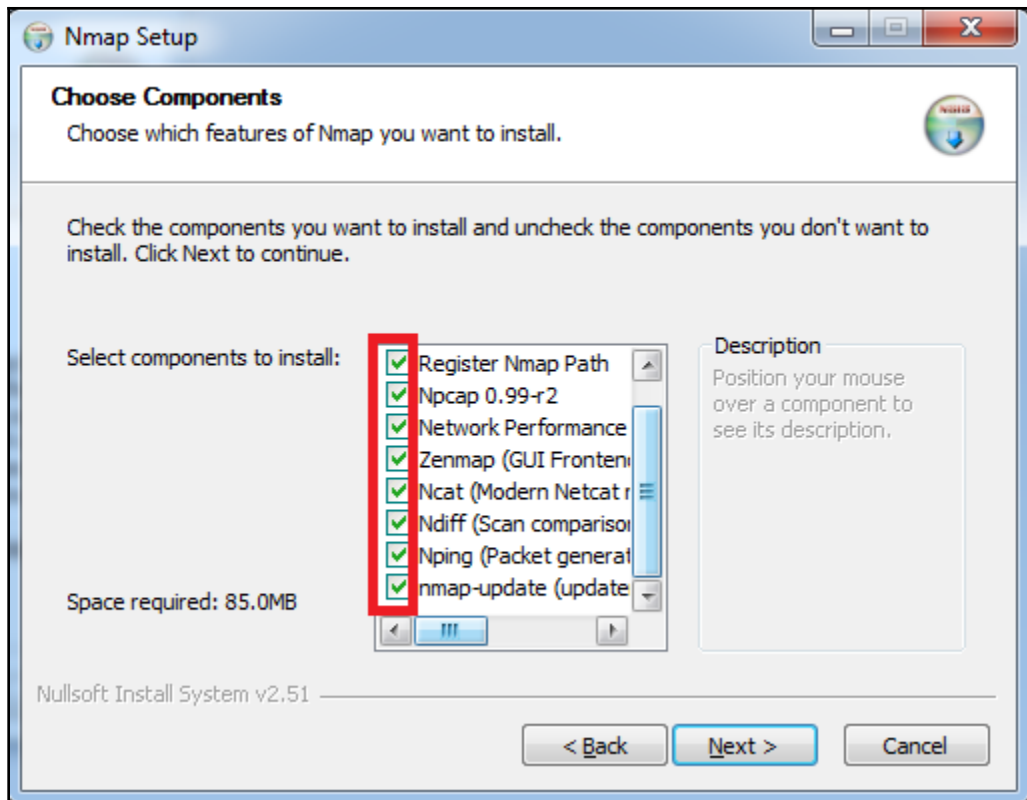 Nmap Setup
Choose Components
Choose which features of Nmap you want to install.
Check the components you want to install and uncheck the components you don't want to
install. Click Next to continue.
Select components to install:
Register Nmap Path
Npcap 0.99-r2
Network Performance
Zenmap (GUI Fronten
Ncat (Modern Netcat r
Ndiff (Scan compariso
Nping (Packet generat
nmap-update (update
Space required: 85.0MB
Description
Position your mouse
over a component to
see its description.
Nullsoft Install System v2.51
< Back
Next >
Cancel